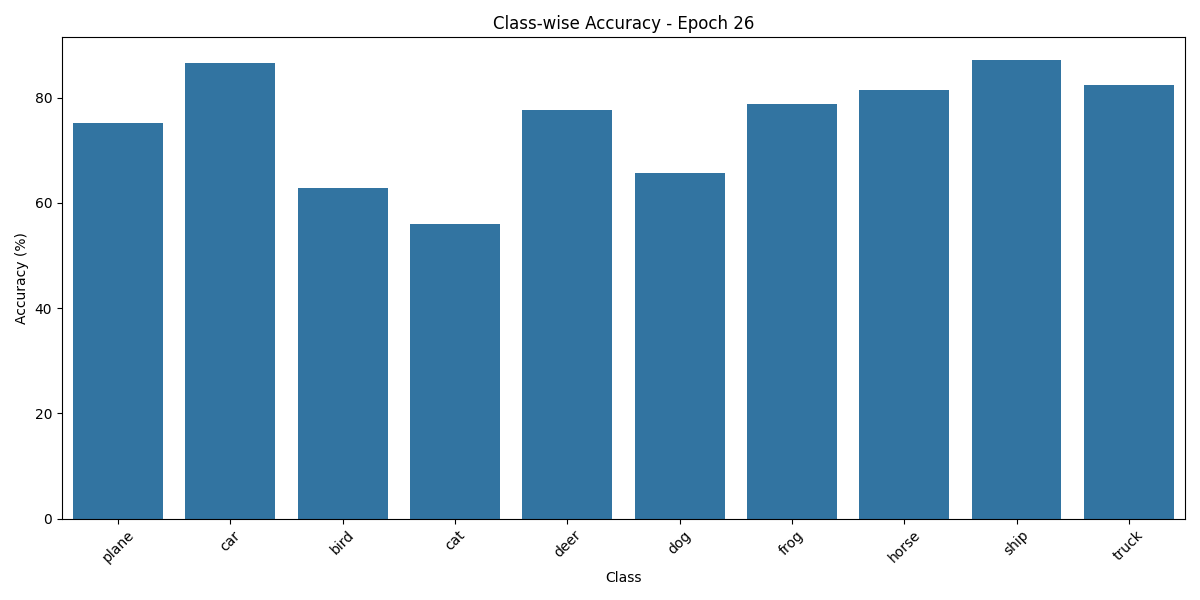 Class-wise Accuracy - Epoch 26
Accuracy (%)
80
60
40
20
0
plane
car
bird
cat
deer
dog
frog
horse
ship
truck
Class